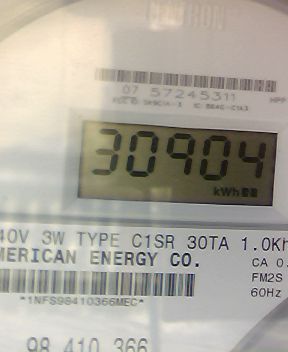 CENTRON
07 57245311
30904
kWh
40V 3W TYPE C1SR 30TA 1.0Kh
MERICAN ENERGY CO.
CA 0.
FM2S
60Hz
*1NFS98410366MEC*
98 410 366